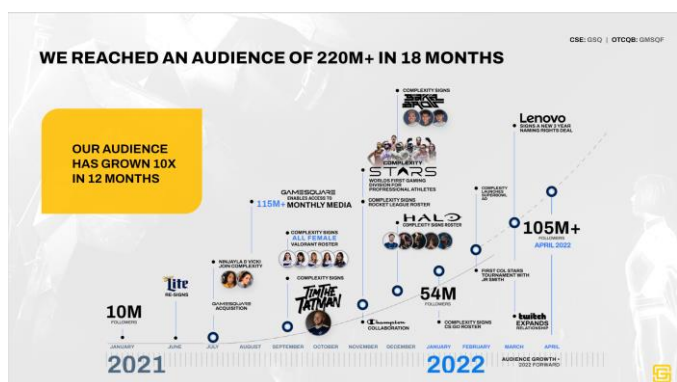 CSE: GSQ | OTCQB: GMSQF
WE REACHED AN AUDIENCE OF 220M+ IN 18 MONTHS
OUR AUDIENCE
HAS GROWN 10X
IN 12 MONTHS
10M
FOLLOWERS
Lite
RE-SIGNS
NINJAYLA E VICKI
JOIN COMPLEXITY
GAMESQUARE
ACQUISITION
GAMESQUARE
ENABLES ACCESS TO
115M+ MONTHLY MEDIA
COMPLEXITY SIGNS
ALL FEMALE
VALORANT ROSTER
COMPLEXITY SIGNS
TIMTHE
TATMAN
COMPLEXITY SIGNS
COMPLEXITY
STARS
WORLDS FIRST GAMING
DIVISION FOR
PROFRESSIONAL ATHLETES
COMPLEXITY SIGNS
ROCKET LEAGUE ROSTER
HALO
COMPLEXITY SIGNS ROSTER
Champion
COLLABORATION
54M
FOLLOWERS
COMPLEXITY SIGNS
CS:GO ROSTER
COMPLEXITY
LAUNCHES
SUPERBOWL
AD
FIRST COL STARS
TOURNAMENT WITH
JR SMITH
Lenovo
SIGNS A NEW 2 YEAR
NAMING RIGHTS DEAL
twitch
EXPANDS
RELATIONSHIP
105M+
FOLLOWERS
APRIL 2022
JANUARY JUNE JULY AUGUST SEPTEMBER OCTOBER NOVEMBER DECEMBER JANUARY FEBRUARY MARCH APRIL
2021 2022
AUDIENCE GROWTH -
2022 FORWARD